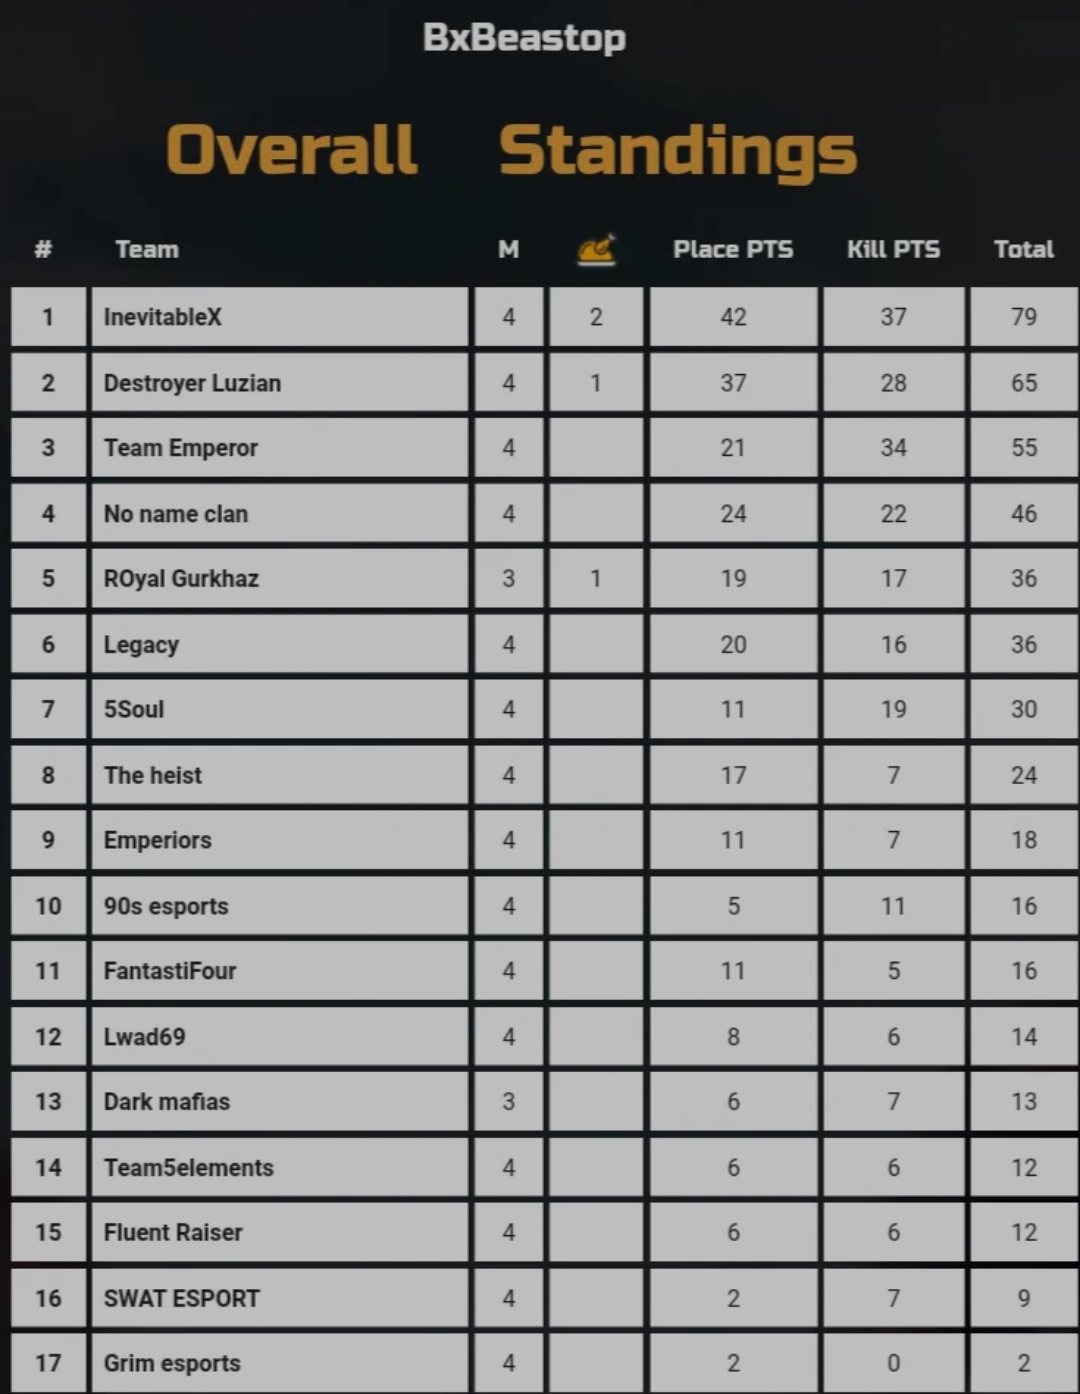 BxBeastop
Overall Standings
# Team M Place PTS Kill PTS Total
1 InevitableX 4 2 42 37 79
2 Destroyer Luzian 4 1 37 28 65
3 Team Emperor 4 21 34 55
4 No name clan 4 24 22 46
5 ROyal Gurkhaz 3 1 19 17 36
6 Legacy 4 20 16 36
7 5Soul 4 11 19 30
8 The heist 4 17 7 24
9 Emperiors 4 11 7 18
10 90s esports 4 5 11 16
11 FantastiFour 4 11 5 16
12 Lwad69 4 8 6 14
13 Dark mafias 3 6 7 13
14 Team5elements 4 6 6 12
15 Fluent Raiser 4 6 6 12
16 SWAT ESPORT 4 2 7 9
17 Grim esports 4 2 0 2